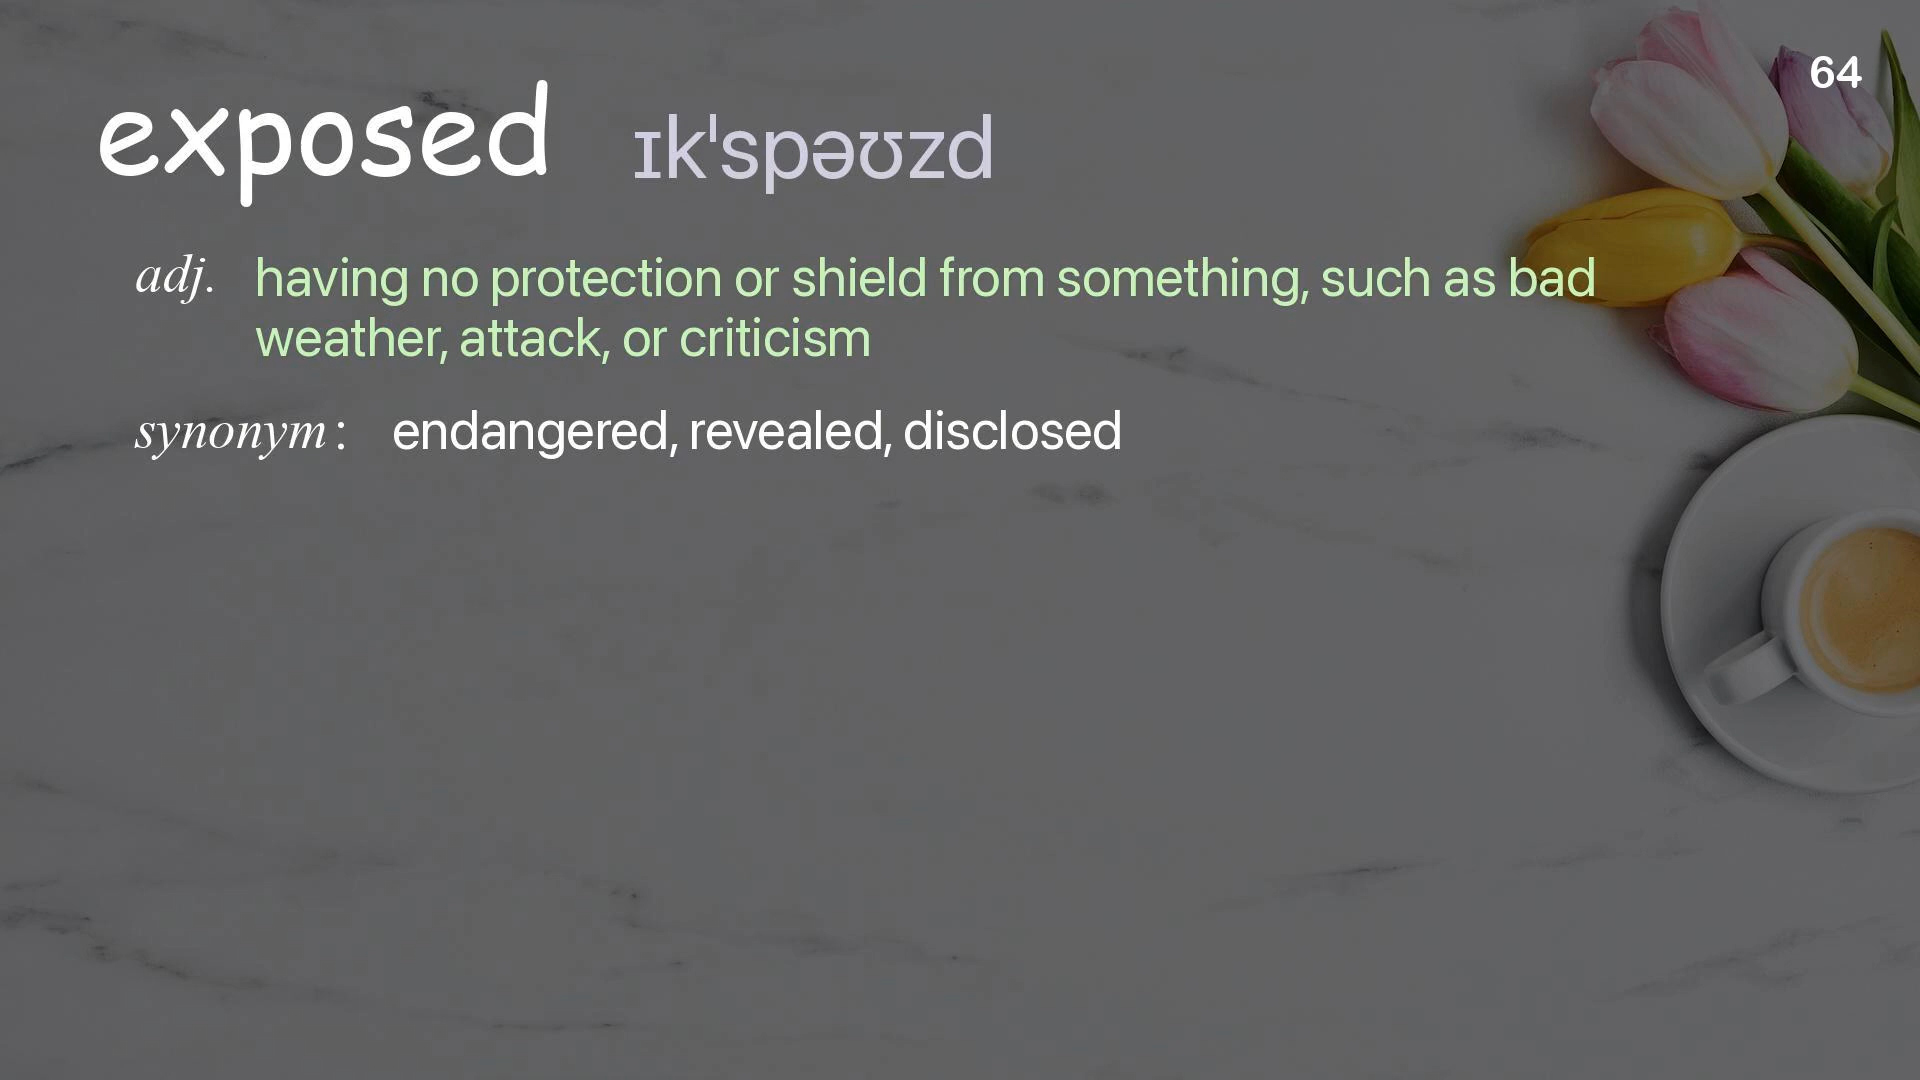 64
exposed ɪkˈspəʊzd
adj. having no protection or shield from something, such as bad
weather, attack, or criticism
synonym: endangered, revealed, disclosed